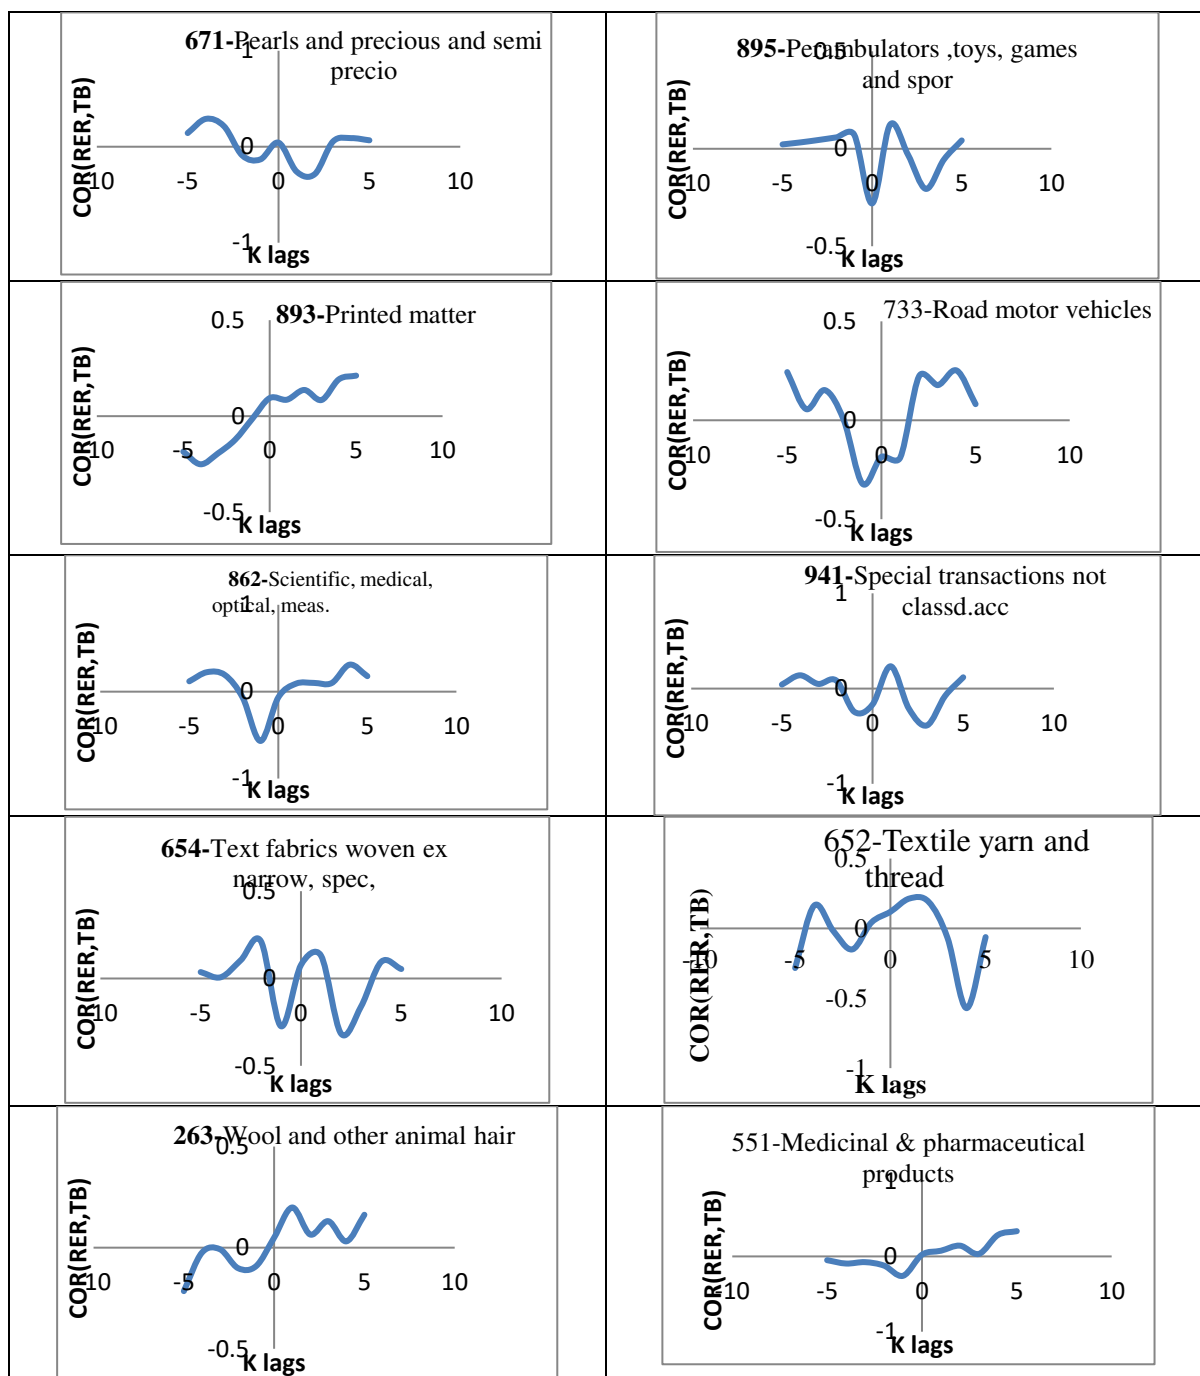 671-Pearls and precious and semi
precio
1
COR(RER,TB)
0
-10 -5 0 5 10
-1
K lags
895-Perambulators ,toys, games
and spor
0.5
COR(RER,TB)
0
-10 -5 0 5 10
-0.5
K lags
893-Printed matter
0.5
COR(RER,TB)
0
-10 -5 0 5 10
-0.5
K lags
733-Road motor vehicles
0.5
COR(RER,TB)
0
-10 -5 0 5 10
-0.5
K lags
862-Scientific, medical,
optical, meas.
1
COR(RER,TB)
0
-10 -5 0 5 10
-1
K lags
941-Special transactions not
classd.acc
1
COR(RER,TB)
0
-10 -5 0 5 10
-1
K lags
654-Text fabrics woven ex
narrow, spec,
0.5
COR(RER,TB)
0
-10 -5 0 5 10
-0.5
K lags
652-Textile yarn and
thread
0.5
COR(RER,TB)
0
-10 -5 5 10
-0.5
-1
K lags
263-Wool and other animal hair
0.5
COR(RER,TB)
0
-10 -5 0 5 10
-0.5
K lags
551-Medicinal & pharmaceutical
products
1
COR(RER,TB)
0
-10 -5 0 5 10
-1
K lags